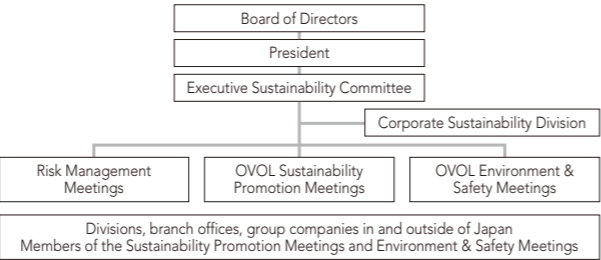 Board of Directors
President
Executive Sustainability Committee
Corporate Sustainability Division
Risk Management
Meetings
OVOL Sustainability
Promotion Meetings
OVOL Environment &
Safety Meetings
Divisions, branch offices, group companies in and outside of Japan
Members of the Sustainability Promotion Meetings and Environment & Safety Meetings